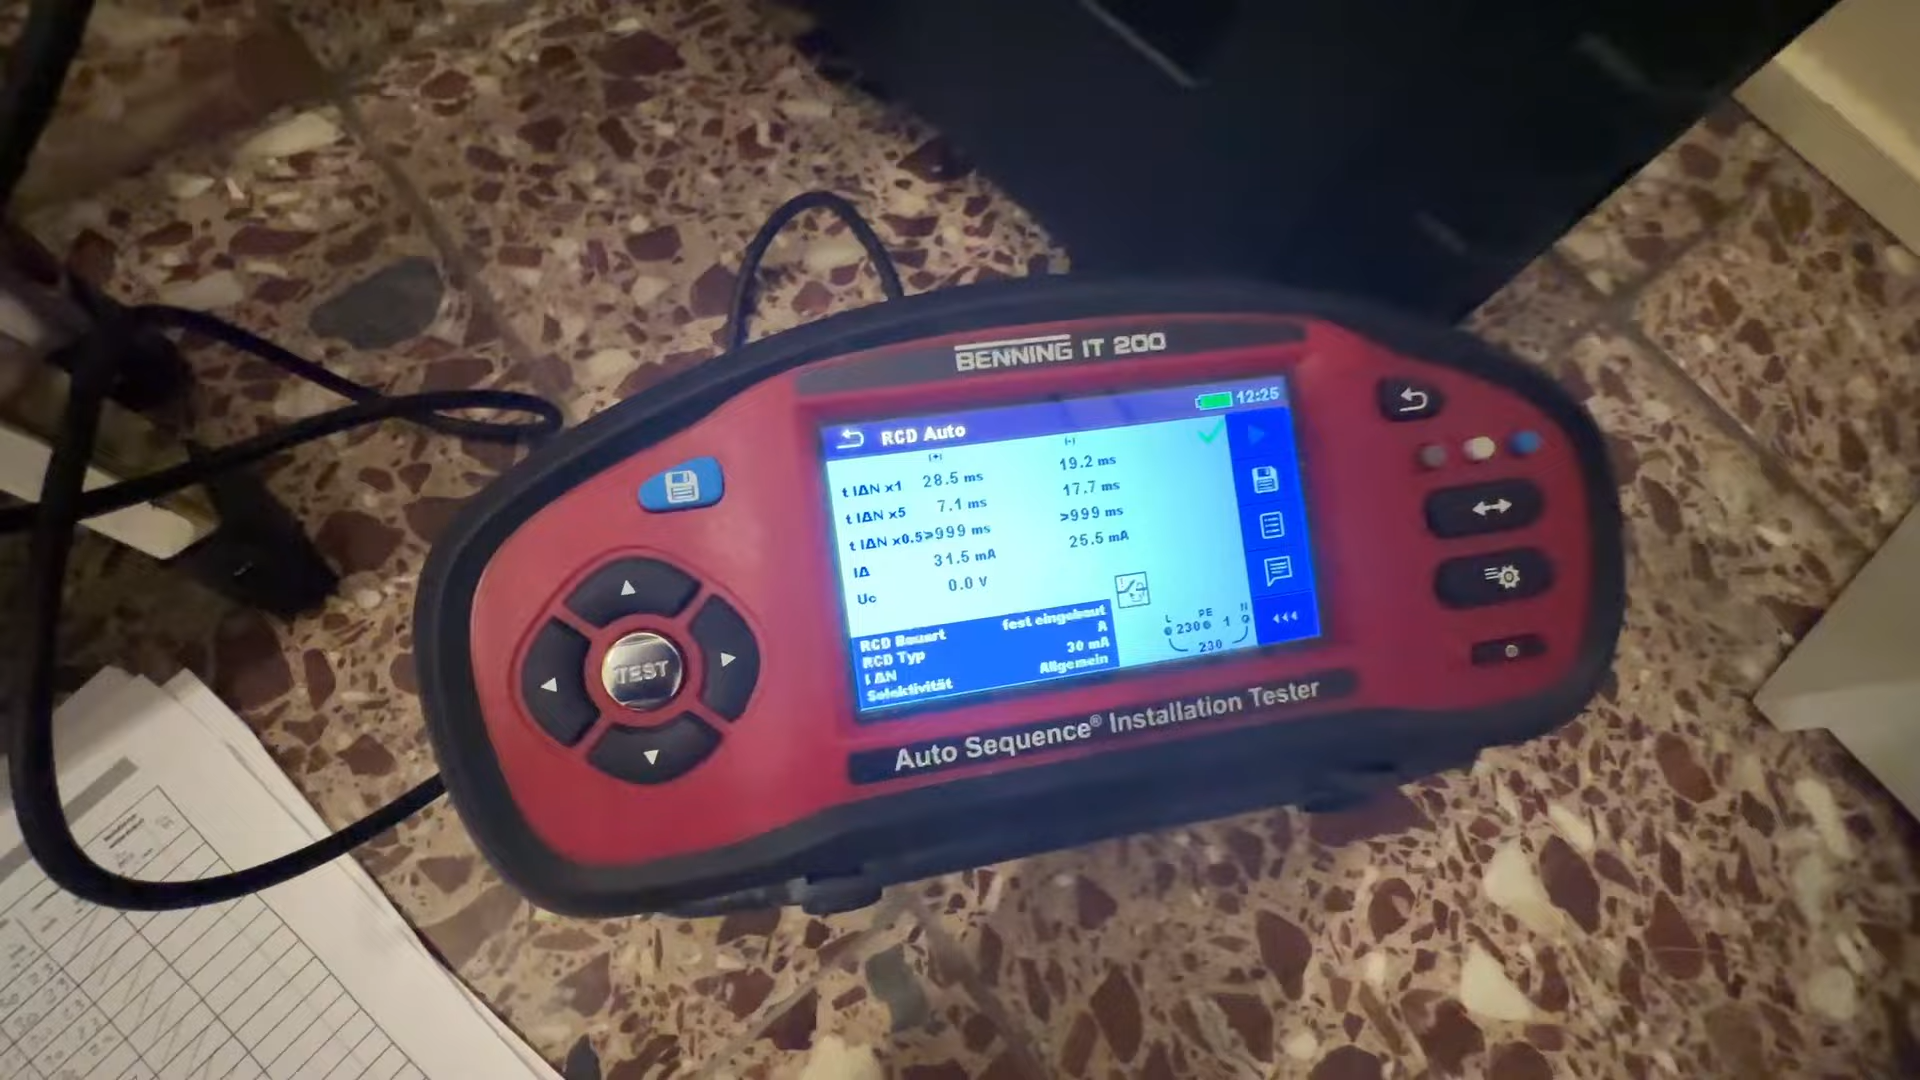 BENNING IT 200
12:25
RCD Auto
(+) (-)
t IΔN x1 28.5 ms 19.2 ms
t IΔN x5 7.1 ms 17.7 ms
t IΔN x0.5 >999 ms >999 ms
IΔ 31.5 mA 25.5 mA
Uc 0.0 V
RCD Bauart fest eingebaut
RCD Typ A
I ΔN 30 mA
Selektivität Allgemein
L PE N
230 1
230
TEST
Auto Sequence® Installation Tester